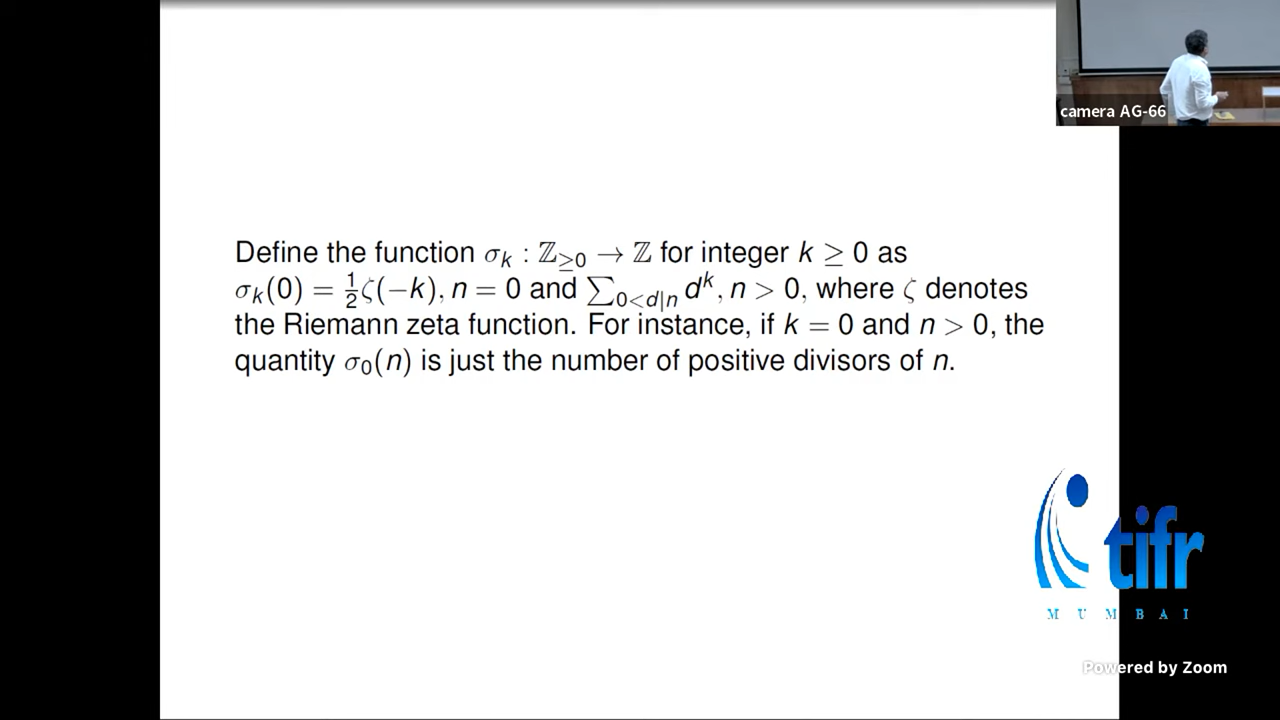 camera AG-66
Define the function σₖ : ℤ≥₀ → ℤ for integer k ≥ 0 as
σₖ(0) = ½ζ(−k), n = 0 and ∑₀<d|n dᵏ, n > 0, where ζ denotes
the Riemann zeta function. For instance, if k = 0 and n > 0, the
quantity σ₀(n) is just the number of positive divisors of n.
tifr
MUMBAI
Powered by Zoom